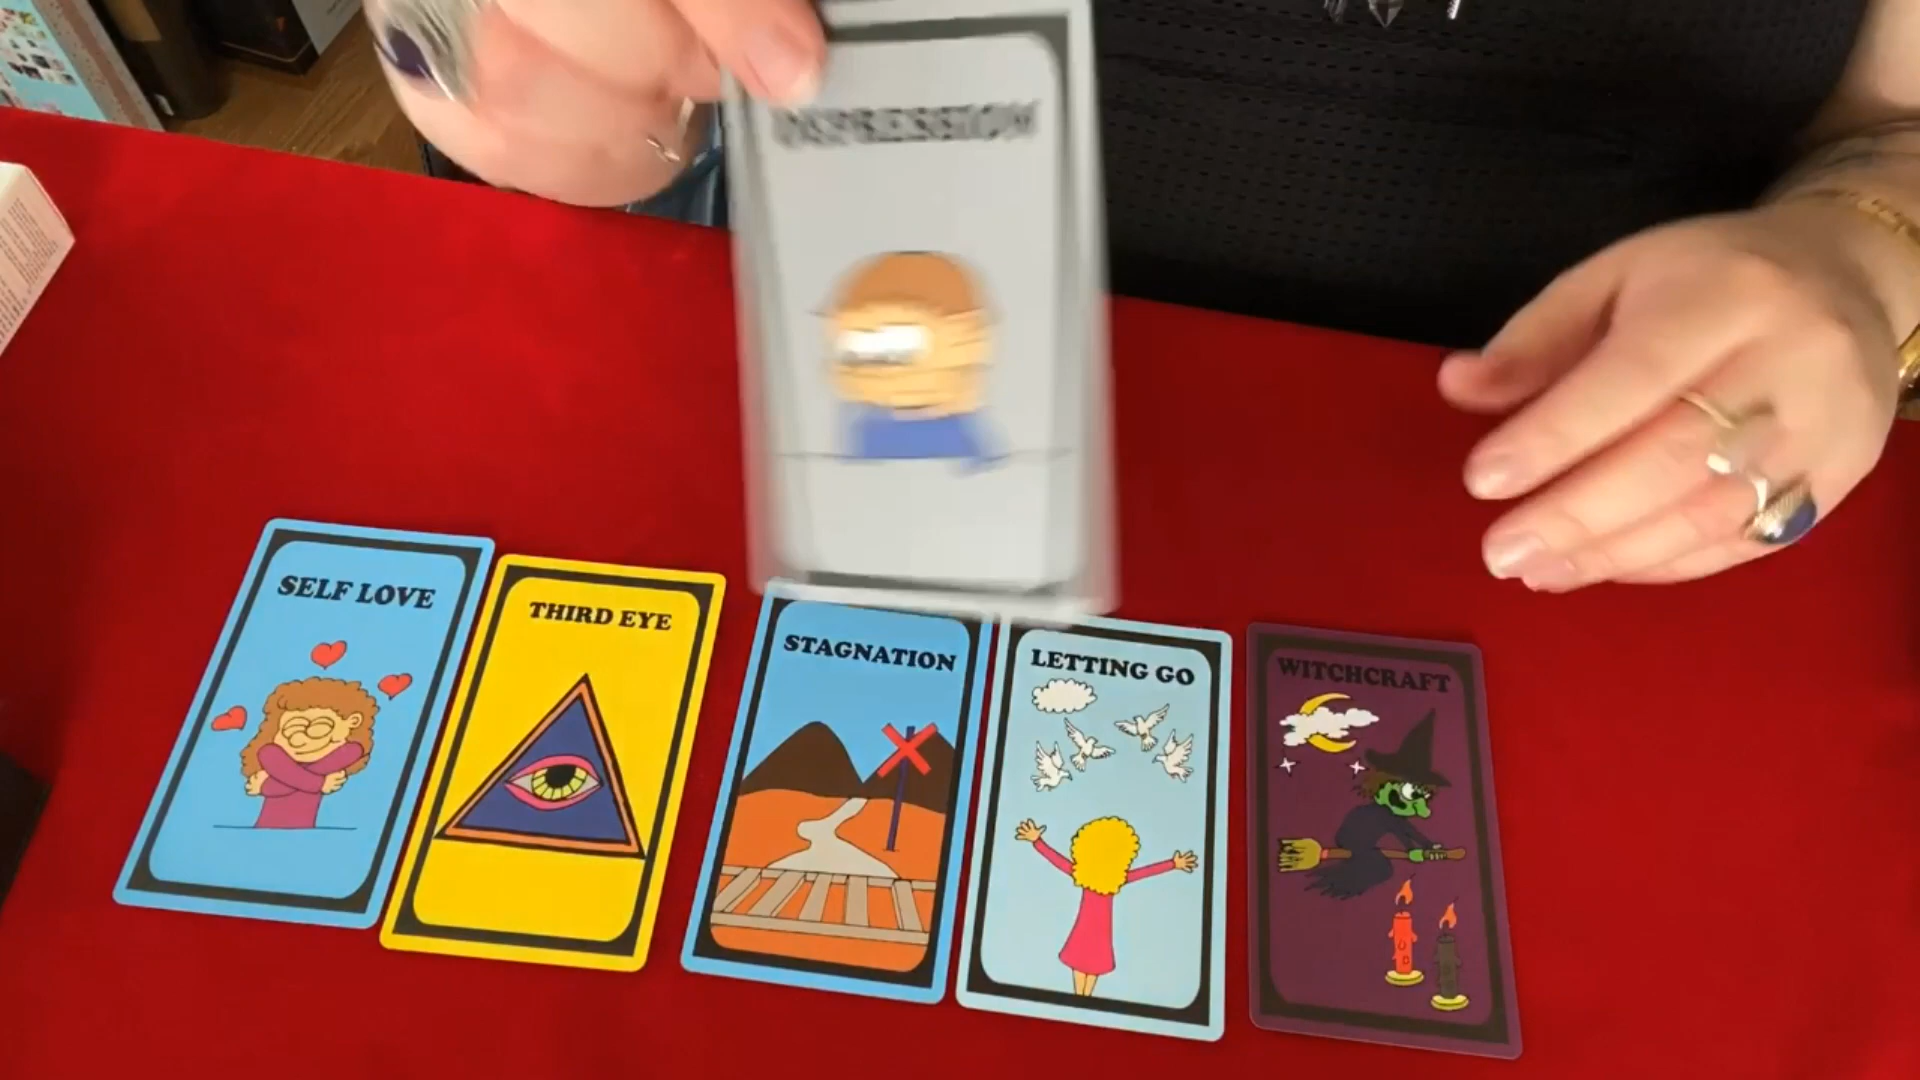 SELF LOVE
THIRD EYE
STAGNATION
LETTING GO
WITCHCRAFT